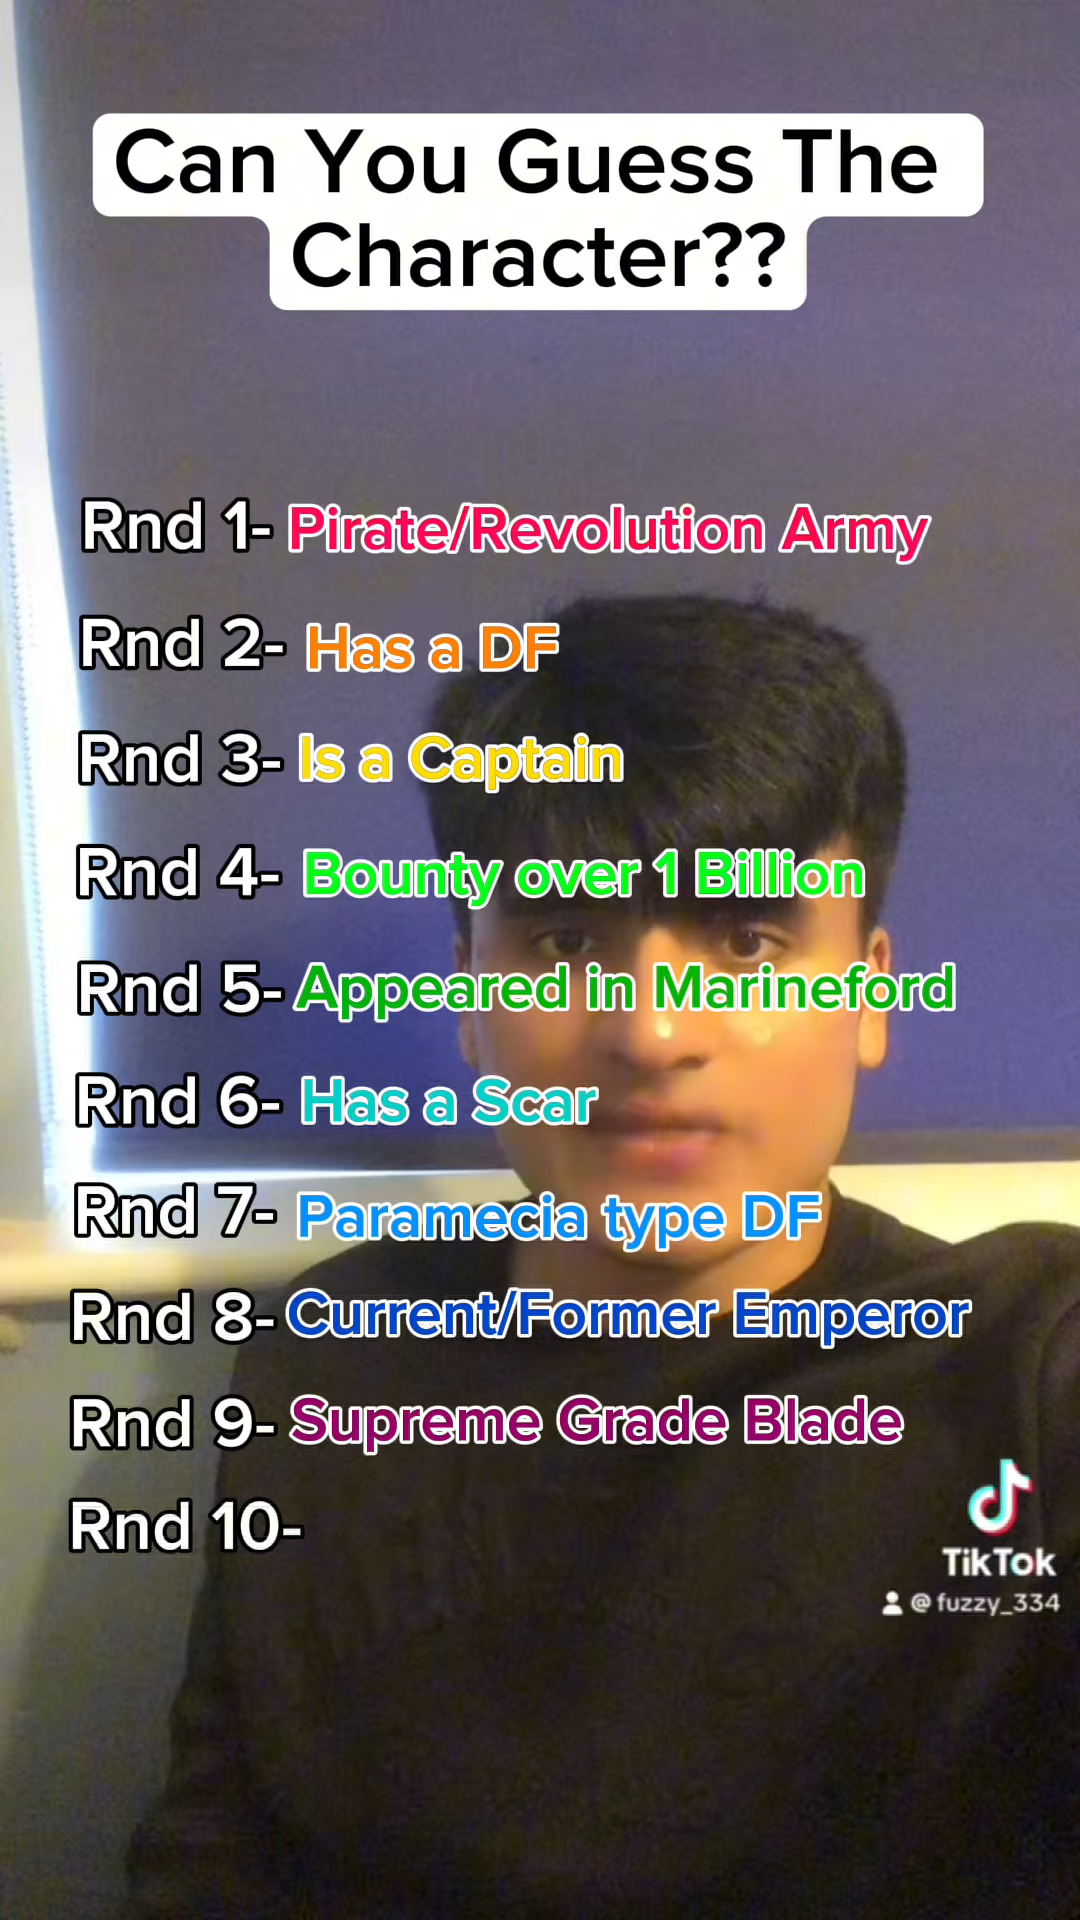 Can You Guess The
Character??
Rnd 1- Pirate/Revolution Army
Rnd 2- Has a DF
Rnd 3- Is a Captain
Rnd 4- Bounty over 1 Billion
Rnd 5- Appeared in Marineford
Rnd 6- Has a Scar
Rnd 7- Paramecia type DF
Rnd 8- Current/Former Emperor
Rnd 9- Supreme Grade Blade
Rnd 10-
TikTok
@fuzzy_334